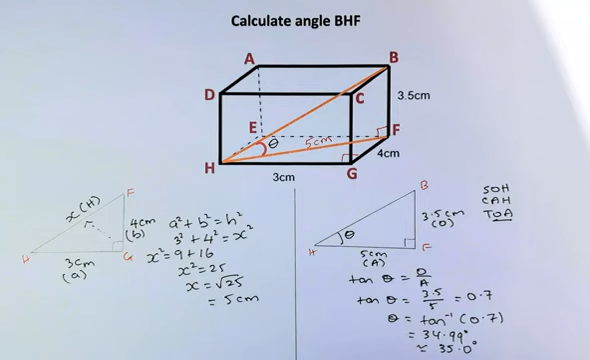 Calculate angle BHF
A
B
D
C
3.5cm
E
θ
5cm
F
4cm
H
G
3cm
F
x(H)
4cm
(b)
H
3cm
(a)
G
a² + b² = h²
3² + 4² = x²
x² = 9 + 16
x² = 25
x = √25
= 5cm
B
SOH
CAH
TOA
3.5cm
(O)
H
θ
5cm
(A)
F
tan θ = O/A
tan θ = 3.5/5 = 0.7
θ = tan⁻¹ (0.7)
= 34.99°
≈ 35.0°